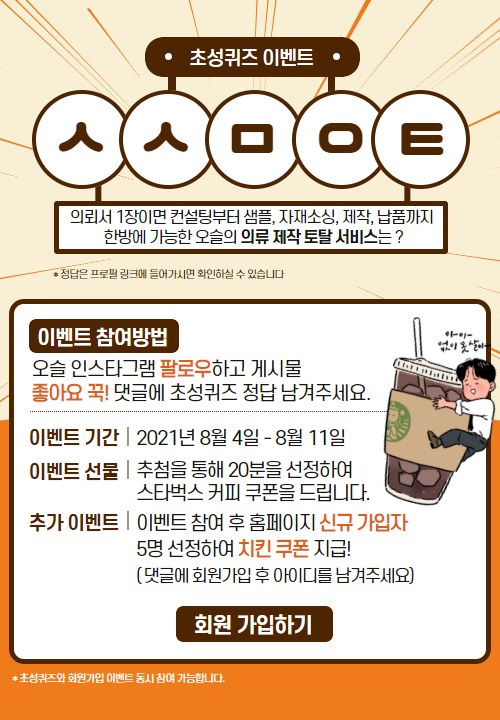 초성퀴즈 이벤트
ㅅ ㅅ ㅁ ㅇ ㅌ
의뢰서 1장이면 컨설팅부터 샘플, 자재소싱, 제작, 납품까지
한방에 가능한 오슬의 의류 제작 토탈 서비스는 ?
* 정답은 프로필 링크에 들어가시면 확인하실 수 있습니다
이벤트 참여방법
오슬 인스타그램 팔로우하고 게시물
좋아요 꾹! 댓글에 초성퀴즈 정답 남겨주세요.
아-아-
없이 못 살아-
이벤트 기간 | 2021년 8월 4일 - 8월 11일
이벤트 선물 | 추첨을 통해 20분을 선정하여
스타벅스 커피 쿠폰을 드립니다.
추가 이벤트 | 이벤트 참여 후 홈페이지 신규 가입자
5명 선정하여 치킨 쿠폰 지급!
( 댓글에 회원가입 후 아이디를 남겨주세요)
회원 가입하기
* 초성퀴즈와 회원가입 이벤트 동시 참여 가능합니다.